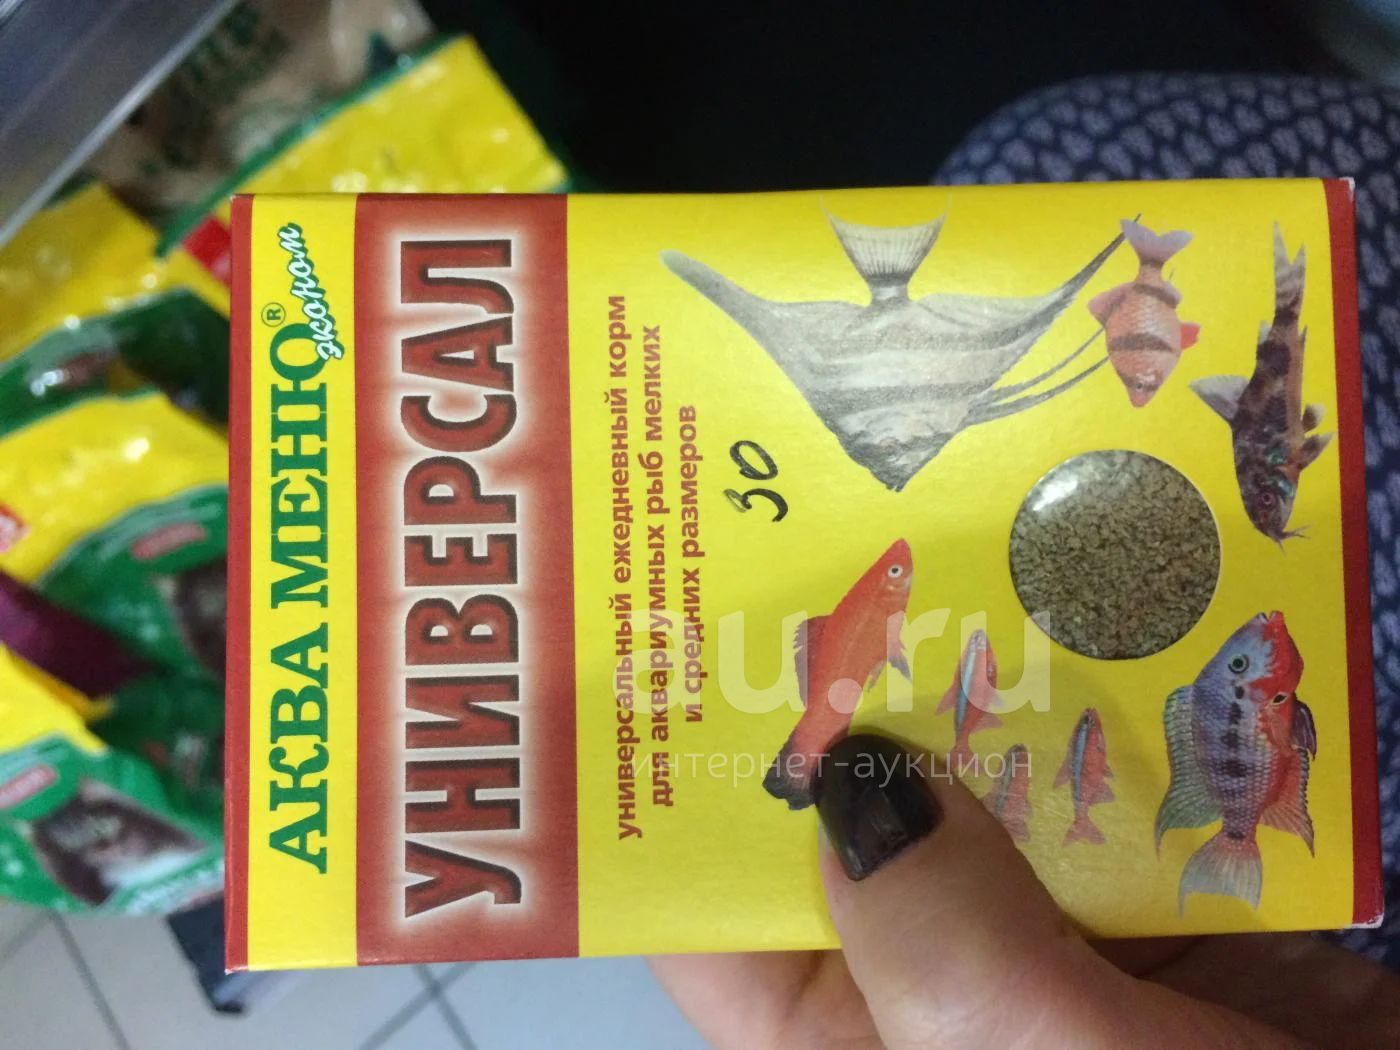 АКВА МЕНЮ®
эконом
УНИВЕРСАЛ
универсальный ежедневный корм
для аквариумных рыб мелких
и средних размеров
30
au.ru
интернет-аукцион